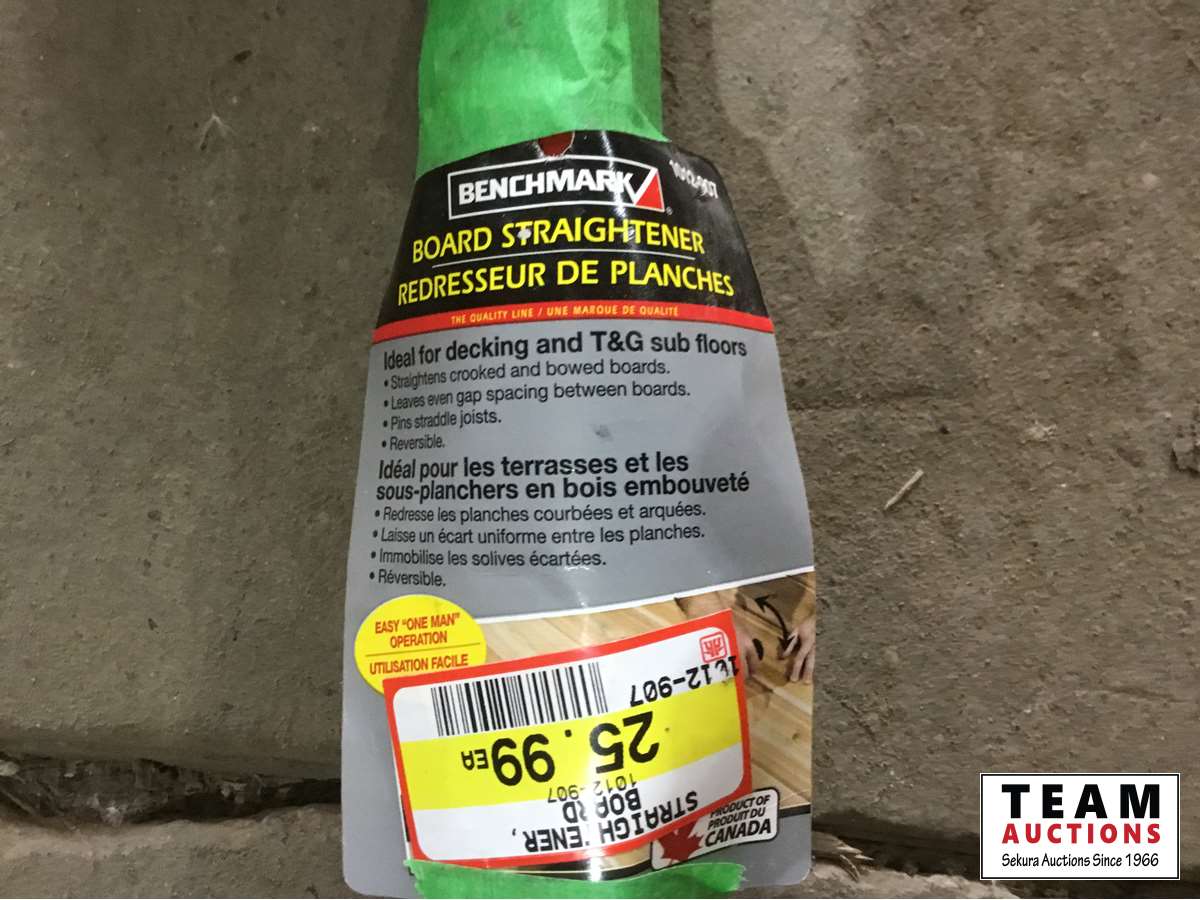 BENCHMARK
1012-907
BOARD STRAIGHTENER
REDRESSEUR DE PLANCHES
THE QUALITY LINE / UNE MARQUE DE QUALITÉ
Ideal for decking and T&G sub floors
• Straightens crooked and bowed boards.
• Leaves even gap spacing between boards.
• Pins straddle joists.
• Reversible.
Idéal pour les terrasses et les
sous-planchers en bois embouveté
• Redresse les planches courbées et arquées.
• Laisse un écart uniforme entre les planches.
• Immobilise les solives écartées.
• Réversible.
EASY "ONE MAN"
OPERATION
UTILISATION FACILE
STRAIGHTENER,
BOARD
1012-907
25.99 EA
1012-907
PRODUCT OF
PRODUIT DU
CANADA
TEAM
AUCTIONS
Sekura Auctions Since 1966